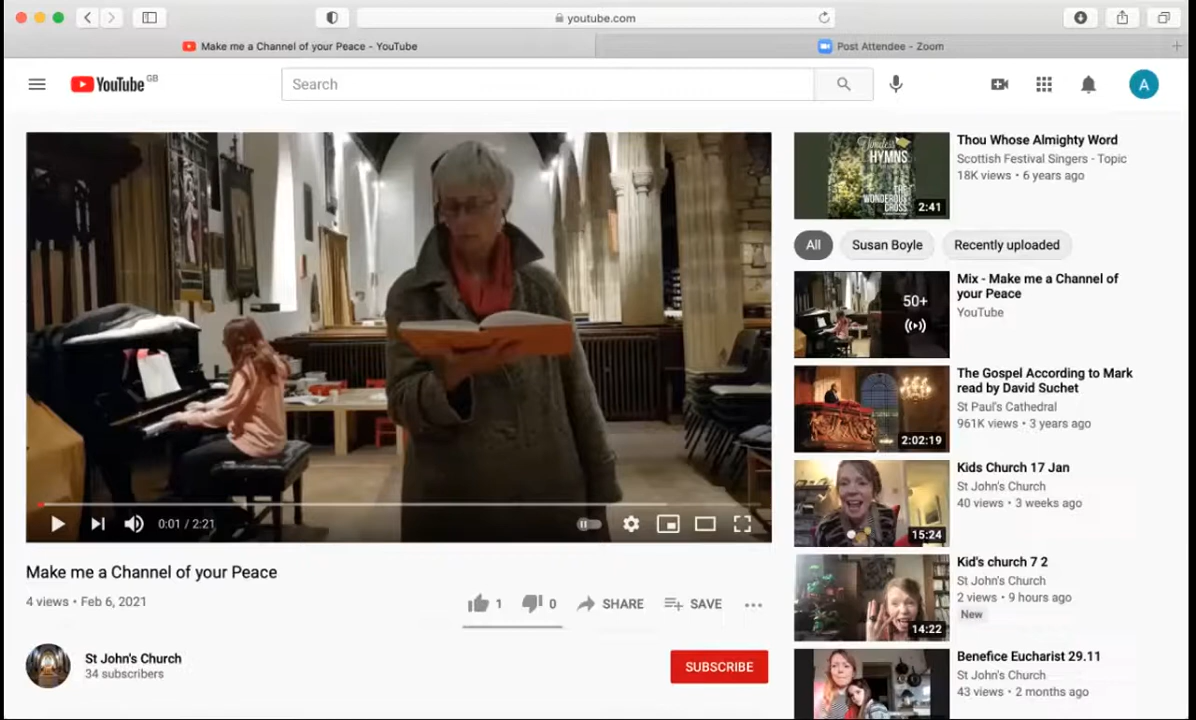 youtube.com
Make me a Channel of your Peace - YouTube
Post Attendee - Zoom
YouTube GB
Search
A
0:01 / 2:21
Make me a Channel of your Peace
4 views • Feb 6, 2021
1
0
SHARE
SAVE
St John's Church
34 subscribers
SUBSCRIBE
Timeless
HYMNS
THE
WONDEROUS
CROSS
2:41
Thou Whose Almighty Word
Scottish Festival Singers - Topic
18K views • 6 years ago
All
Susan Boyle
Recently uploaded
50+
Mix - Make me a Channel of
your Peace
YouTube
2:02:19
The Gospel According to Mark
read by David Suchet
St Paul's Cathedral
961K views • 3 years ago
15:24
Kids Church 17 Jan
St John's Church
40 views • 3 weeks ago
14:22
Kid's church 7 2
St John's Church
2 views • 9 hours ago
New
Benefice Eucharist 29.11
St John's Church
43 views • 2 months ago